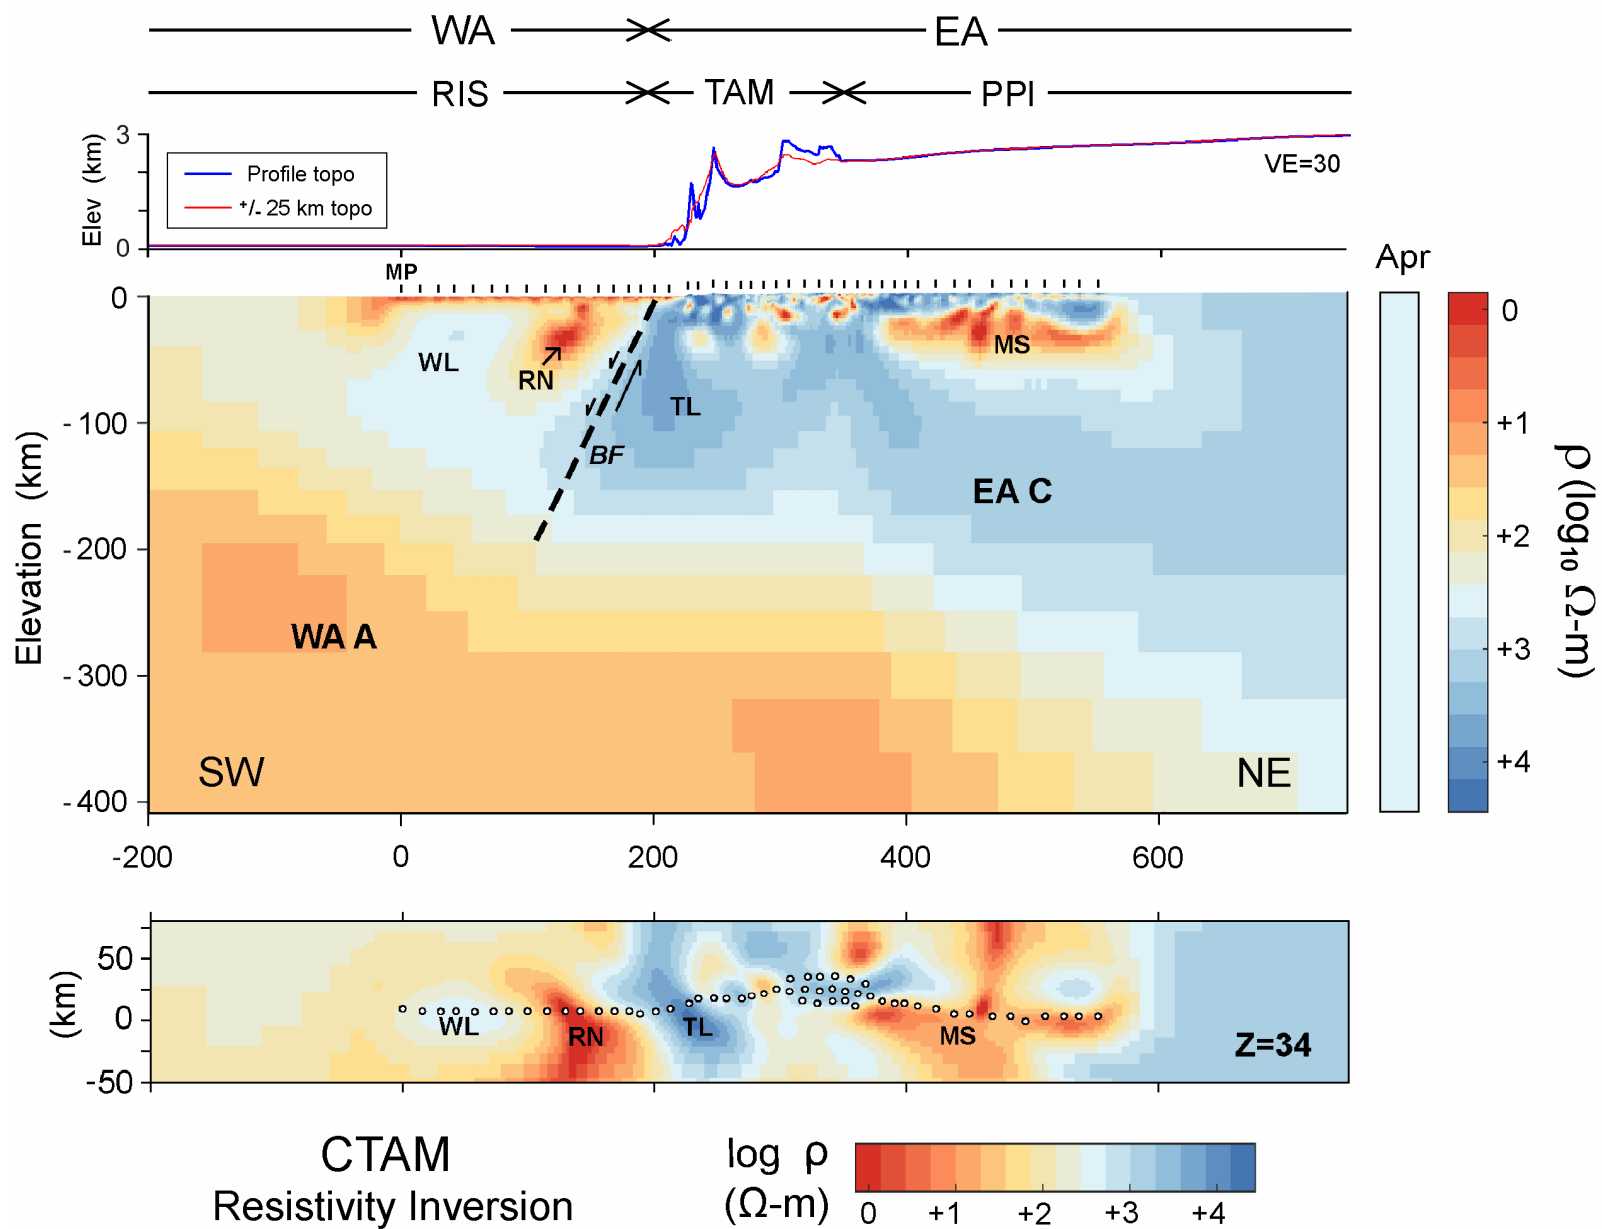 WA EA
RIS TAM PPI
Elev (km)
3
0
Profile topo
+/- 25 km topo
VE=30
MP
Apr
0
-100
-200
-300
-400
Elevation (km)
WL
RN
BF
TL
MS
EA C
WA A
SW
NE
-200 0 200 400 600
0
+1
+2
+3
+4
ρ (log10 Ω-m)
50
0
-50
(km)
WL
RN
TL
MS
Z=34
CTAM
Resistivity Inversion
log ρ
(Ω-m)
0 +1 +2 +3 +4